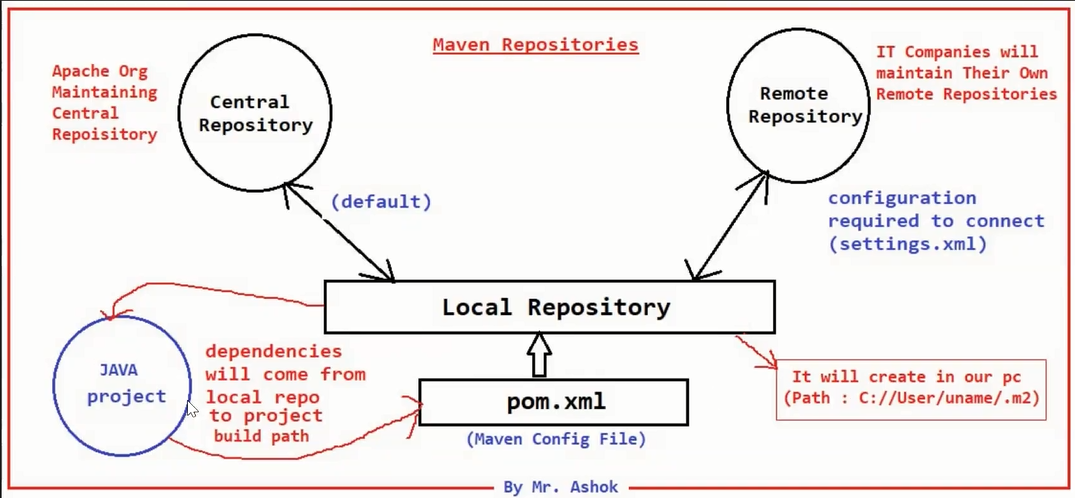 Maven Repositories
Apache Org
Maintaining
Central
Repoisitory
Central
Repository
Remote
Repository
IT Companies will
maintain Their Own
Remote Repositories
(default)
configuration
required to connect
(settings.xml)
Local Repository
JAVA
project
dependencies
will come from
local repo
to project
build path
pom.xml
(Maven Config File)
It will create in our pc
(Path : C://User/uname/.m2)
By Mr. Ashok